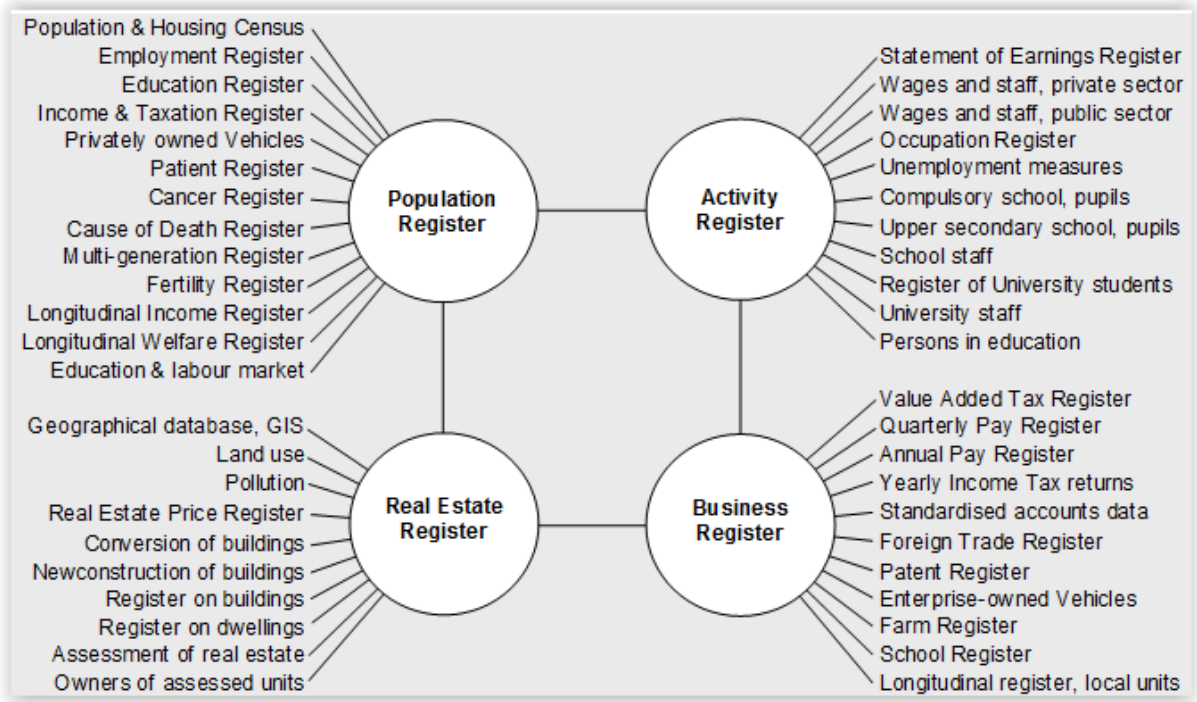 Population & Housing Census
Employment Register
Education Register
Income & Taxation Register
Privately owned Vehicles
Patient Register
Cancer Register
Cause of Death Register
Multi-generation Register
Fertility Register
Longitudinal Income Register
Longitudinal Welfare Register
Education & labour market
Population
Register
Activity
Register
Statement of Earnings Register
Wages and staff, private sector
Wages and staff, public sector
Occupation Register
Unemployment measures
Compulsory school, pupils
Upper secondary school, pupils
School staff
Register of University students
University staff
Persons in education
Geographical database, GIS
Land use
Pollution
Real Estate Price Register
Conversion of buildings
Newconstruction of buildings
Register on buildings
Register on dwellings
Assessment of real estate
Owners of assessed units
Real Estate
Register
Business
Register
Value Added Tax Register
Quarterly Pay Register
Annual Pay Register
Yearly Income Tax returns
Standardised accounts data
Foreign Trade Register
Patent Register
Enterprise-owned Vehicles
Farm Register
School Register
Longitudinal register, local units